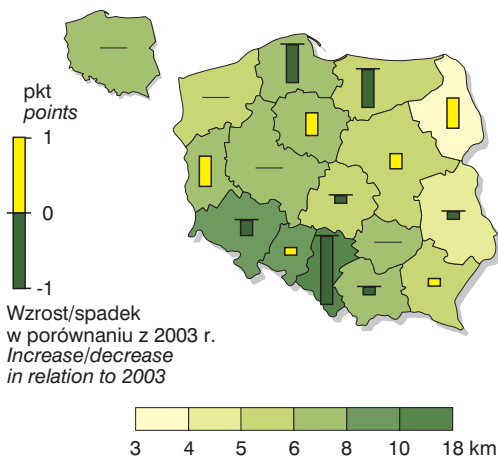 pkt
points
1
0
-1
Wzrost/spadek
w porównaniu z 2003 r.
Increase/decrease
in relation to 2003
3 4 5 6 8 10 18 km